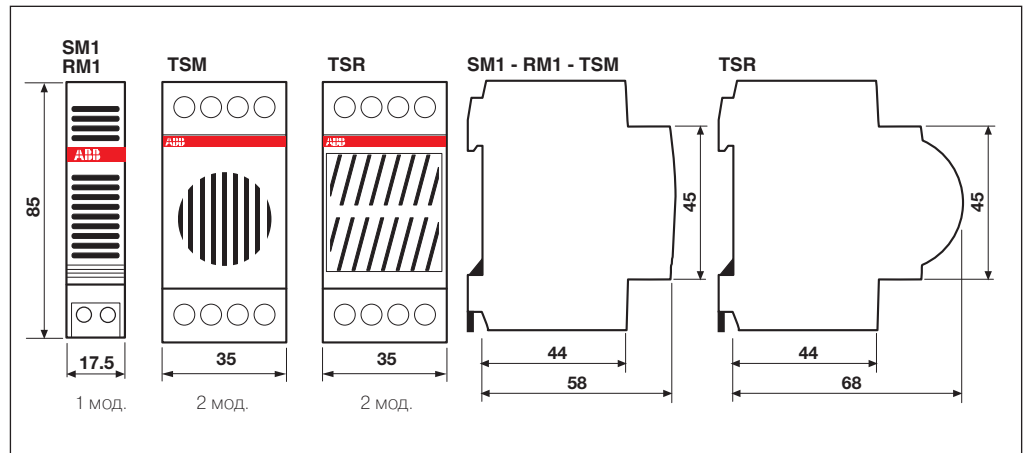 SM1
RM1
TSM
TSR
SM1 - RM1 - TSM
TSR
ABB
ABB
ABB
85
45
45
17.5
35
35
44
44
58
68
1 мод.
2 мод.
2 мод.